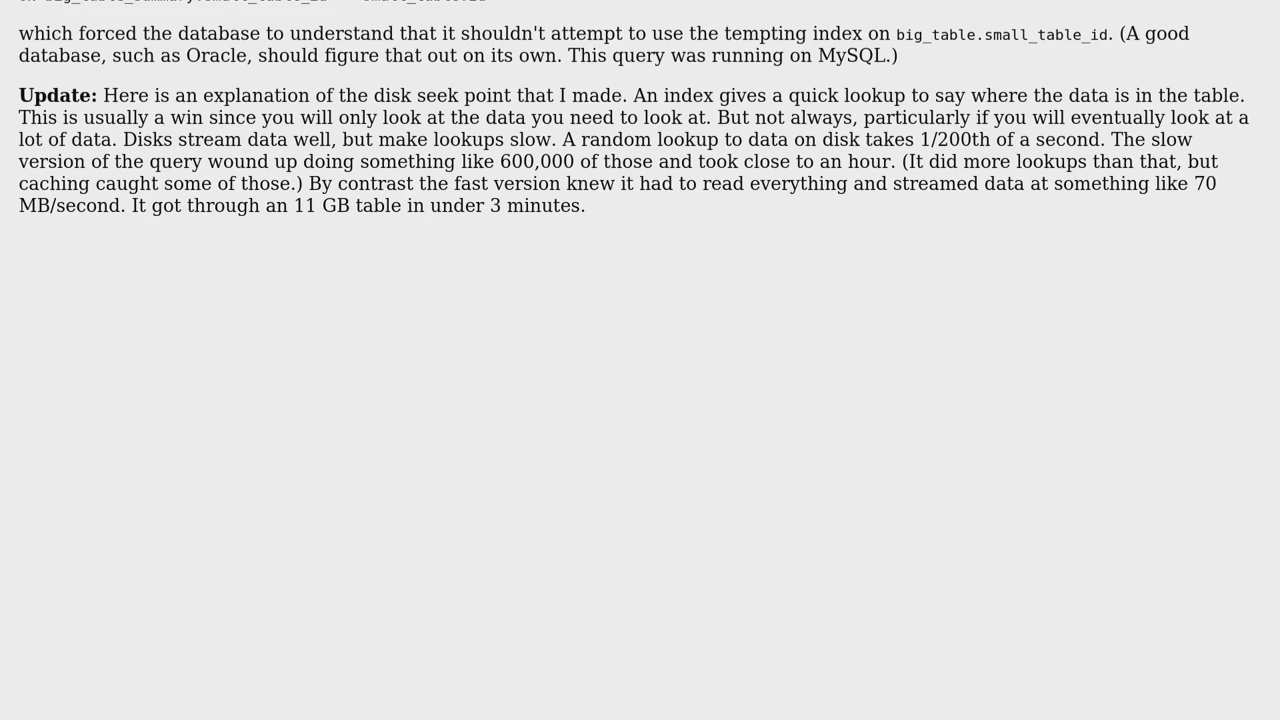 which forced the database to understand that it shouldn't attempt to use the tempting index on big_table.small_table_id. (A good
database, such as Oracle, should figure that out on its own. This query was running on MySQL.)
Update: Here is an explanation of the disk seek point that I made. An index gives a quick lookup to say where the data is in the table.
This is usually a win since you will only look at the data you need to look at. But not always, particularly if you will eventually look at a
lot of data. Disks stream data well, but make lookups slow. A random lookup to data on disk takes 1/200th of a second. The slow
version of the query wound up doing something like 600,000 of those and took close to an hour. (It did more lookups than that, but
caching caught some of those.) By contrast the fast version knew it had to read everything and streamed data at something like 70
MB/second. It got through an 11 GB table in under 3 minutes.